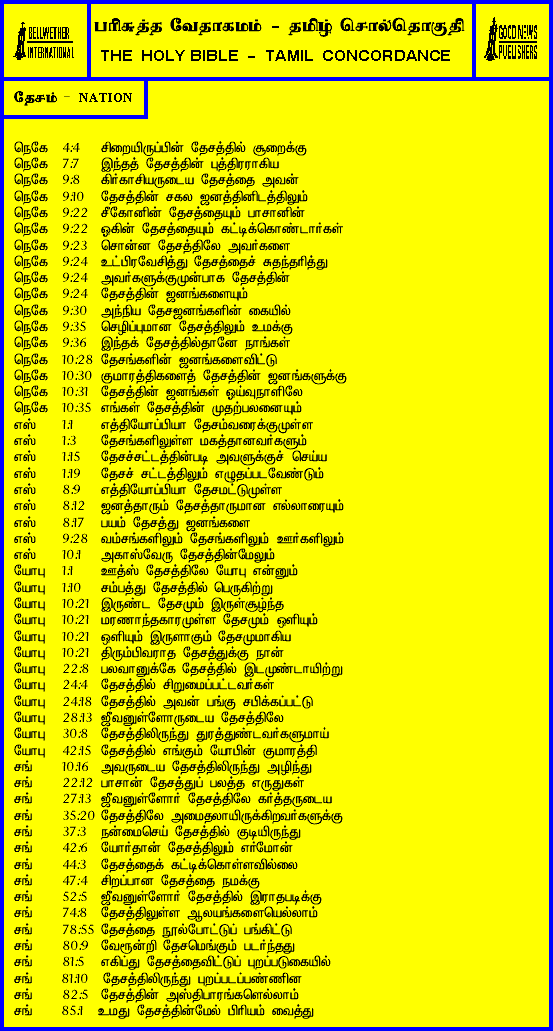 BELLWETHER INTERNATIONAL
பரிசுத்த வேதாகமம் - தமிழ் சொல்தொகுதி
THE HOLY BIBLE - TAMIL CONCORDANCE
GOOD NEWS PUBLISHERS
தேசம் - NATION
நெகே 4:4 சிறையிருப்பின் தேசத்தில் சூறைக்கு
நெகே 7:7 இந்தத் தேசத்தின் புத்திரராகிய
நெகே 9:8 கிர்காசியருடைய தேசத்தை அவன்
நெகே 9:10 தேசத்தின் சகல ஜனத்தினிடத்திலும்
நெகே 9:22 சீகோனின் தேசத்தையும் பாசானின்
நெகே 9:22 ஓகின் தேசத்தையும் கட்டிக்கொண்டார்கள்
நெகே 9:23 சொன்ன தேசத்திலே அவர்களை
நெகே 9:24 உட்பிரவேசித்து தேசத்தைச் சுதந்தரித்து
நெகே 9:24 அவர்களுக்குமுன்பாக தேசத்தின்
நெகே 9:24 தேசத்தின் ஜனங்களையும்
நெகே 9:30 அந்நிய தேசஜனங்களின் கையில்
நெகே 9:35 செழிப்புமான தேசத்திலும் உமக்கு
நெகே 9:36 இந்தக் தேசத்தில்தானே நாங்கள்
நெகே 10:28 தேசங்களின் ஜனங்களைவிட்டு
நெகே 10:30 குமாரத்திகளைத் தேசத்தின் ஜனங்களுக்கு
நெகே 10:31 தேசத்தின் ஜனங்கள் ஓய்வுநாளிலே
நெகே 10:35 எங்கள் தேசத்தின் முதற்பலனையும்
எஸ் 1:1 எத்தியோப்பியா தேசம்வரைக்குமுள்ள
எஸ் 1:3 தேசங்களிலுள்ள மகத்தானவர்களும்
எஸ் 1:15 தேசச்சட்டத்தின்படி அவளுக்குச் செய்ய
எஸ் 1:19 தேசச் சட்டத்திலும் எழுதப்படவேண்டும்
எஸ் 8:9 எத்தியோப்பியா தேசமட்டுமுள்ள
எஸ் 8:12 ஜனத்தாரும் தேசத்தாருமான எல்லாரையும்
எஸ் 8:17 பயம் தேசத்து ஜனங்களை
எஸ் 9:28 வம்சங்களிலும் தேசங்களிலும் ஊர்களிலும்
எஸ் 10:1 அகாஸ்வேரு தேசத்தின்மேலும்
யோபு 1:1 ஊத்ஸ் தேசத்திலே யோபு என்னும்
யோபு 1:10 சம்பத்து தேசத்தில் பெருகிற்று
யோபு 10:21 இருண்ட தேசமும் இருள்சூழ்ந்த
யோபு 10:21 மரணாந்தகாரமுள்ள தேசமும் ஒளியும்
யோபு 10:21 ஒளியும் இருளாகும் தேசமுமாகிய
யோபு 10:21 திரும்பிவராத தேசத்துக்கு நான்
யோபு 22:8 பலவானுக்கே தேசத்தில் இடமுண்டாயிற்று
யோபு 24:4 தேசத்தில் சிறுமைப்பட்டவர்கள்
யோபு 24:18 தேசத்தில் அவன் பங்கு சபிக்கப்பட்டு
யோபு 28:13 ஜீவனுள்ளோருடைய தேசத்திலே
யோபு 30:8 தேசத்திலிருந்து துரத்துண்டவர்களுமாய்
யோபு 42:15 தேசத்தில் எங்கும் யோபின் குமாரத்தி
சங் 10:16 அவருடைய தேசத்திலிருந்து அழிந்து
சங் 22:12 பாசான் தேசத்துப் பலத்த எருதுகள்
சங் 27:13 ஜீவனுள்ளோர் தேசத்திலே கர்த்தருடைய
சங் 35:20 தேசத்திலே அமைதலாயிருக்கிறவர்களுக்கு
சங் 37:3 நன்மைசெய் தேசத்தில் குடியிருந்து
சங் 42:6 யோர்தான் தேசத்திலும் எர்மோன்
சங் 44:3 தேசத்தைக் கட்டிக்கொள்ளவில்லை
சங் 47:4 சிறப்பான தேசத்தை நமக்கு
சங் 52:5 ஜீவனுள்ளோர் தேசத்தில் இராதபடிக்கு
சங் 74:8 தேசத்திலுள்ள ஆலயங்களையெல்லாம்
சங் 78:55 தேசத்தை நூல்போட்டுப் பங்கிட்டு
சங் 80:9 வேரூன்றி தேசமெங்கும் படர்ந்தது
சங் 81:5 எகிப்து தேசத்தைவிட்டுப் புறப்படுகையில்
சங் 81:10 தேசத்திலிருந்து புறப்படப்பண்ணின
சங் 82:5 தேசத்தின் அஸ்திபாரங்களெல்லாம்
சங் 85:1 உமது தேசத்தின்மேல் பிரியம் வைத்து